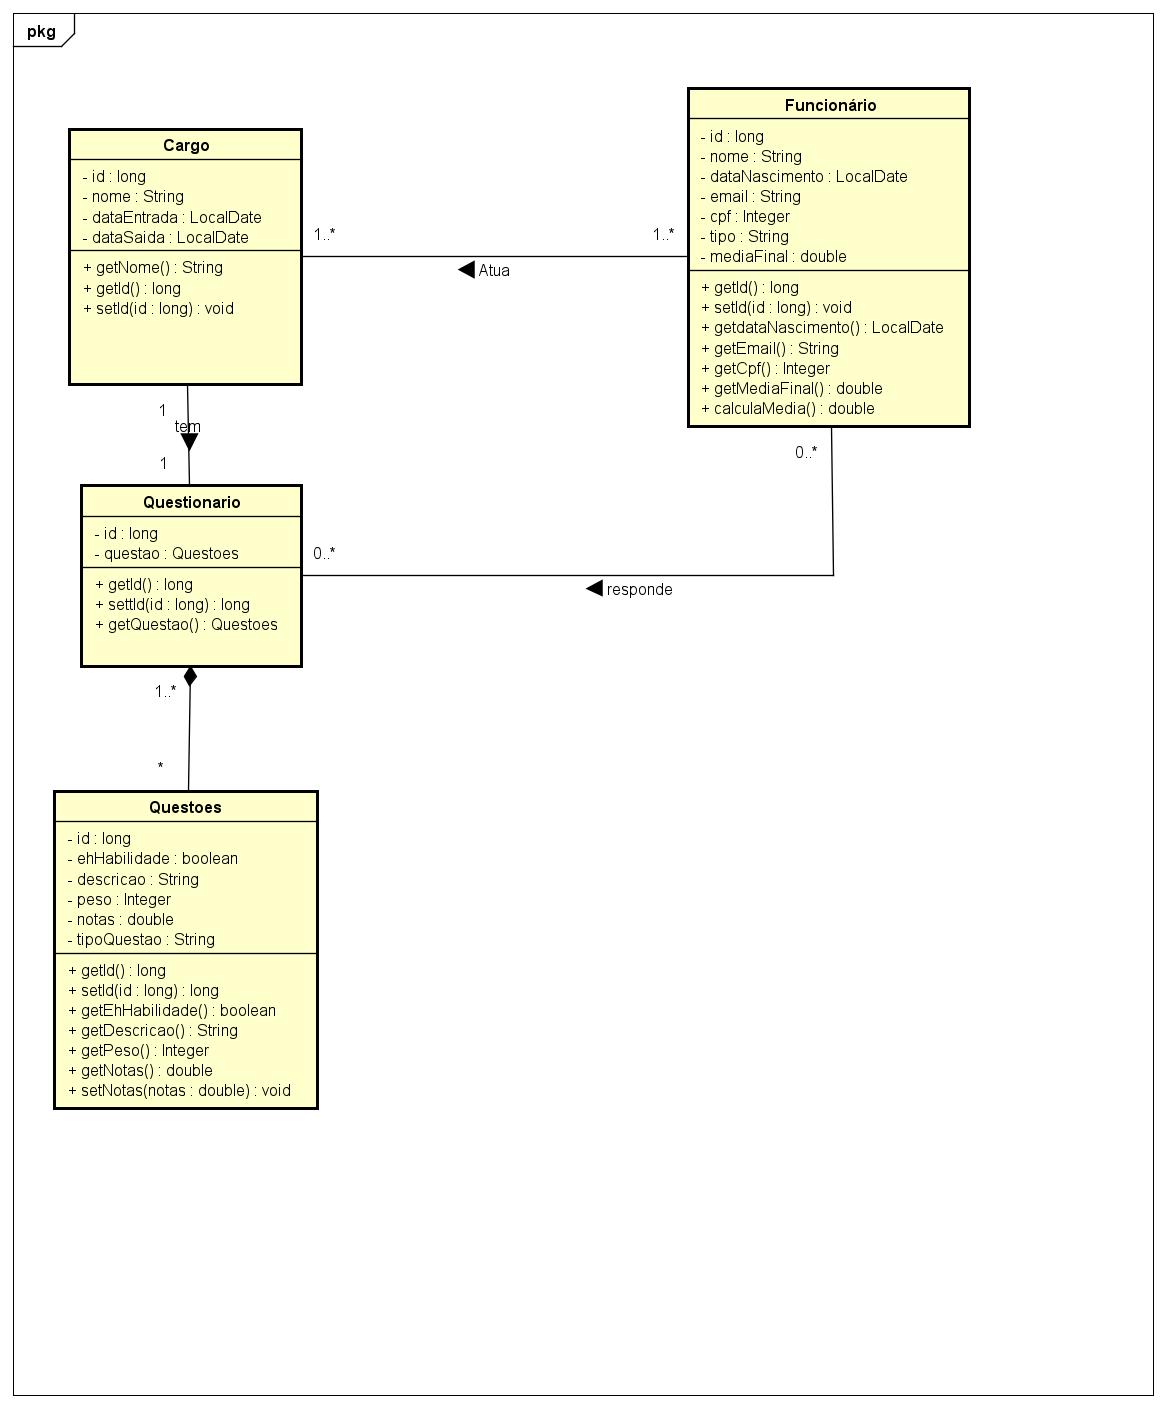 pkg
Cargo
- id : long
- nome : String
- dataEntrada : LocalDate
- dataSaida : LocalDate
+ getNome() : String
+ getId() : long
+ setId(id : long) : void
Funcionário
- id : long
- nome : String
- dataNascimento : LocalDate
- email : String
- cpf : Integer
- tipo : String
- mediaFinal : double
+ getId() : long
+ setId(id : long) : void
+ getdataNascimento() : LocalDate
+ getEmail() : String
+ getCpf() : Integer
+ getMediaFinal() : double
+ calculaMedia() : double
1..*
1..*
Atua
1
tem
1
0..*
0..*
responde
Questionario
- id : long
- questao : Questoes
+ getId() : long
+ settId(id : long) : long
+ getQuestao() : Questoes
1..*
*
Questoes
- id : long
- ehHabilidade : boolean
- descricao : String
- peso : Integer
- notas : double
- tipoQuestao : String
+ getId() : long
+ setId(id : long) : long
+ getEhHabilidade() : boolean
+ getDescricao() : String
+ getPeso() : Integer
+ getNotas() : double
+ setNotas(notas : double) : void